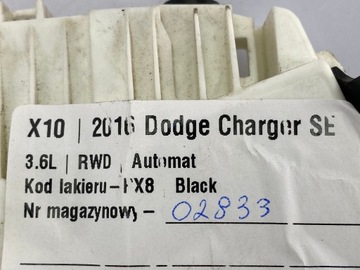 X10 | 2016 Dodge Charger SE
3.6L | RWD | Automat
Kod lakieru – PX8 Black
Nr magazynowy – 02833